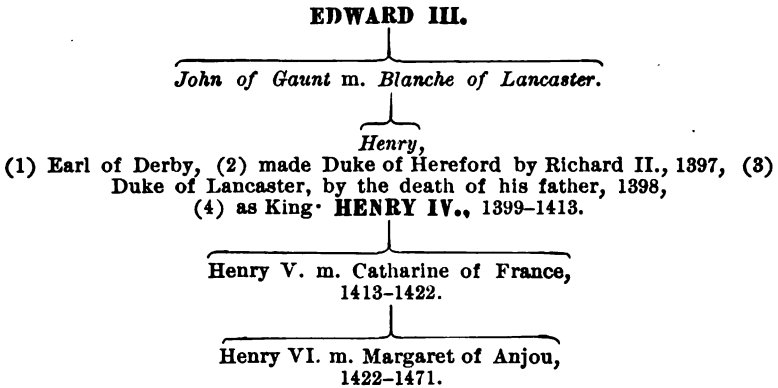 EDWARD III.
John of Gaunt m. Blanche of Lancaster.
Henry,
(1) Earl of Derby, (2) made Duke of Hereford by Richard II., 1397, (3)
Duke of Lancaster, by the death of his father, 1398,
(4) as King· HENRY IV., 1399–1413.
Henry V. m. Catharine of France,
1413–1422.
Henry VI. m. Margaret of Anjou,
1422–1471.